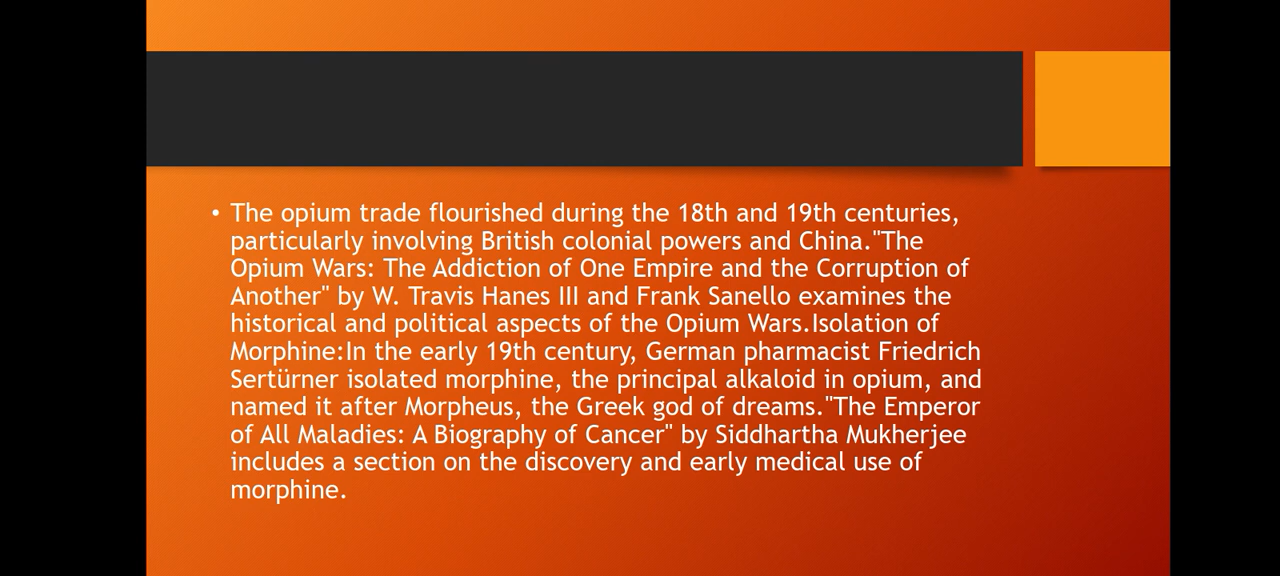 • The opium trade flourished during the 18th and 19th centuries,
particularly involving British colonial powers and China."The
Opium Wars: The Addiction of One Empire and the Corruption of
Another" by W. Travis Hanes III and Frank Sanello examines the
historical and political aspects of the Opium Wars.Isolation of
Morphine:In the early 19th century, German pharmacist Friedrich
Sertürner isolated morphine, the principal alkaloid in opium, and
named it after Morpheus, the Greek god of dreams."The Emperor
of All Maladies: A Biography of Cancer" by Siddhartha Mukherjee
includes a section on the discovery and early medical use of
morphine.